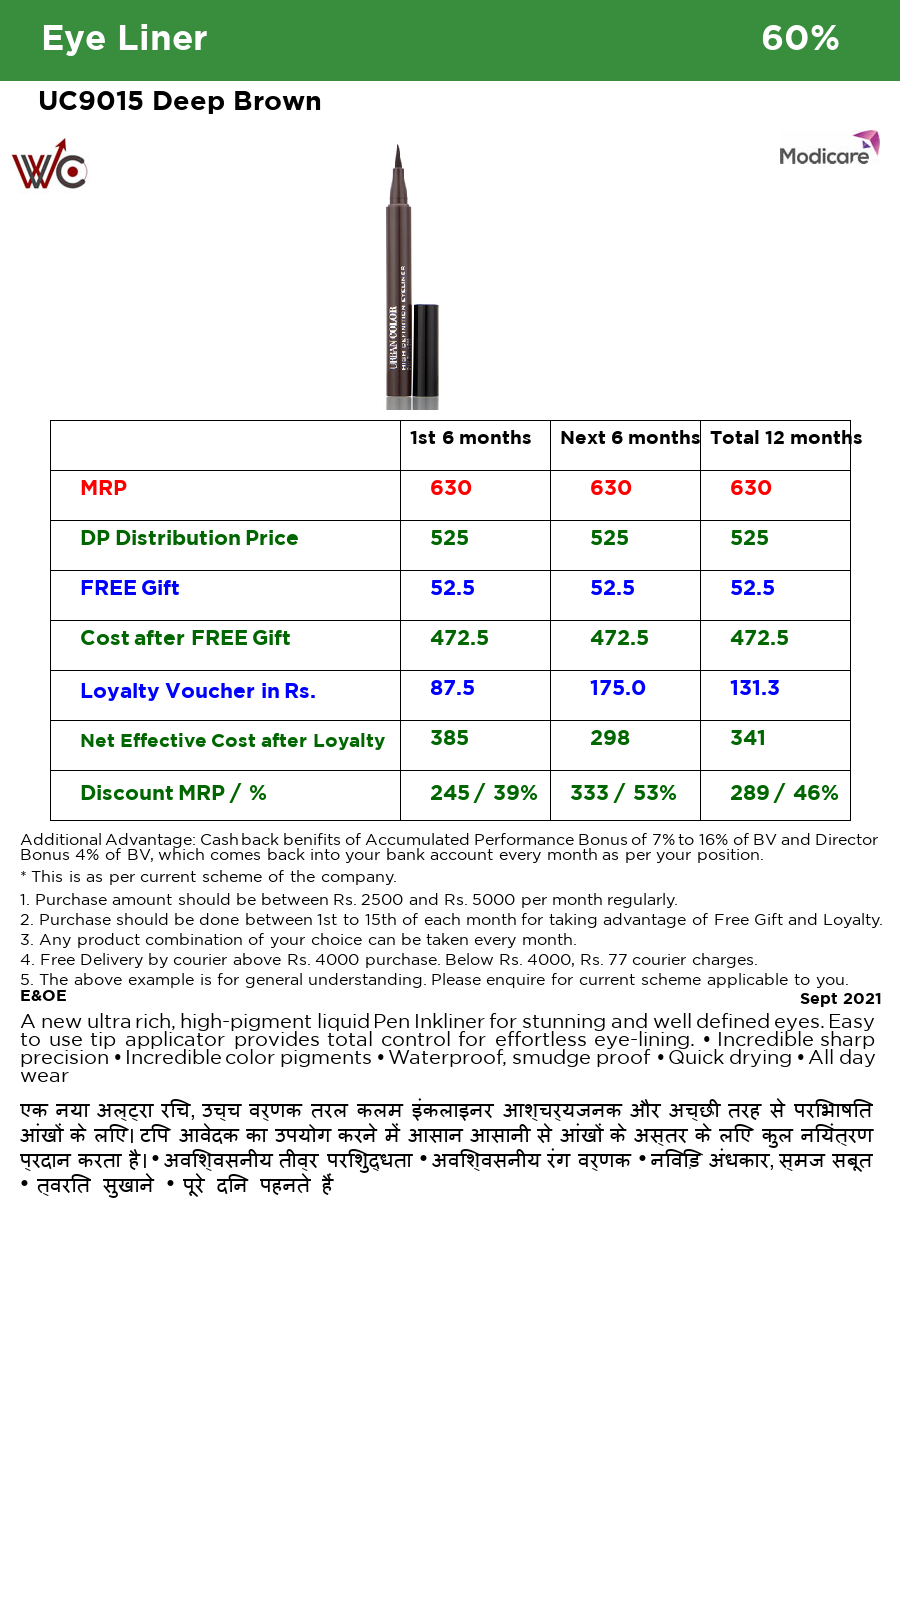 Eye Liner 60%
UC9015 Deep Brown
WC
Modicare
URBAN COLOR
HIGH DEFINITION EYELINER
1st 6 months Next 6 months Total 12 months
MRP 630 630 630
DP Distribution Price 525 525 525
FREE Gift 52.5 52.5 52.5
Cost after FREE Gift 472.5 472.5 472.5
Loyalty Voucher in Rs. 87.5 175.0 131.3
Net Effective Cost after Loyalty 385 298 341
Discount MRP / % 245 / 39% 333 / 53% 289 / 46%
Additional Advantage: Cash back benifits of Accumulated Performance Bonus of 7% to 16% of BV and Director
Bonus 4% of BV, which comes back into your bank account every month as per your position.
* This is as per current scheme of the company.
1. Purchase amount should be between Rs. 2500 and Rs. 5000 per month regularly.
2. Purchase should be done between 1st to 15th of each month for taking advantage of Free Gift and Loyalty.
3. Any product combination of your choice can be taken every month.
4. Free Delivery by courier above Rs. 4000 purchase. Below Rs. 4000, Rs. 77 courier charges.
5. The above example is for general understanding. Please enquire for current scheme applicable to you.
E&OE Sept 2021
A new ultra rich, high-pigment liquid Pen Inkliner for stunning and well defined eyes. Easy
to use tip applicator provides total control for effortless eye-lining. • Incredible sharp
precision • Incredible color pigments • Waterproof, smudge proof • Quick drying • All day
wear
एक नया अल्ट्रा रिच, उच्च वर्णक तरल कलम इंकलाइनर आश्चर्यजनक और अच्छी तरह से परिभाषित
आंखों के लिए। टिप आवेदक का उपयोग करने में आसान आसानी से आंखों के अस्तर के लिए कुल नियंत्रण
प्रदान करता है। • अविश्वसनीय तीव्र परिशुद्धता • अविश्वसनीय रंग वर्णक • निविड़ अंधकार, स्मज सबूत
• त्वरित सुखाने • पूरे दिन पहनते हैं